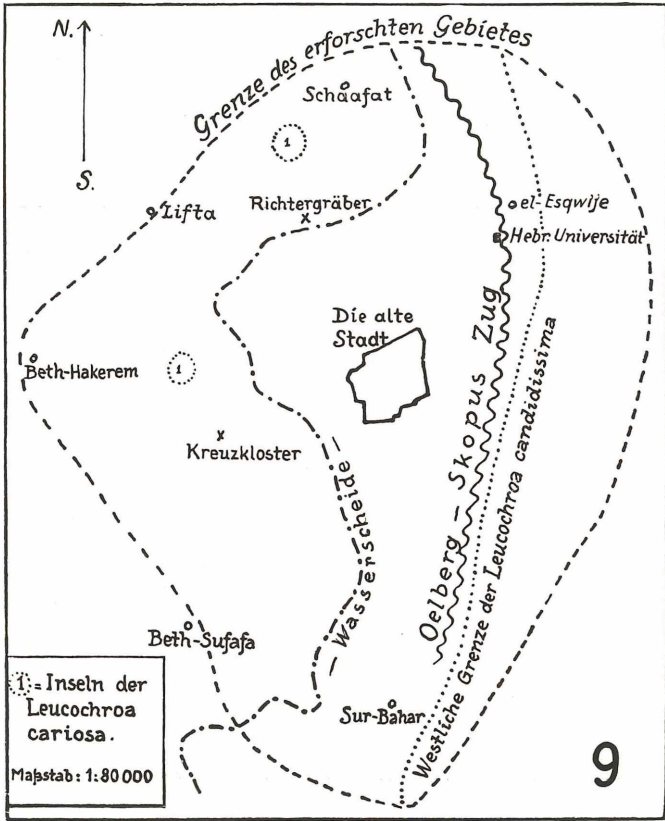 N.
S.
Grenze des erforschten Gebietes
Schaafat
1
Richtergräber
Lifta
el-Esqwije
Hebr. Universität
Die alte
Stadt
Oelberg – Skopus Zug
Westliche Grenze der Leucochroa candidissima
Beth-Hakerem
1
Kreuzkloster
– Wasserscheide –
Beth-Sufafa
Sur-Bahar
1 = Inseln der
Leucochroa
cariosa.
Maßstab: 1:80 000
9